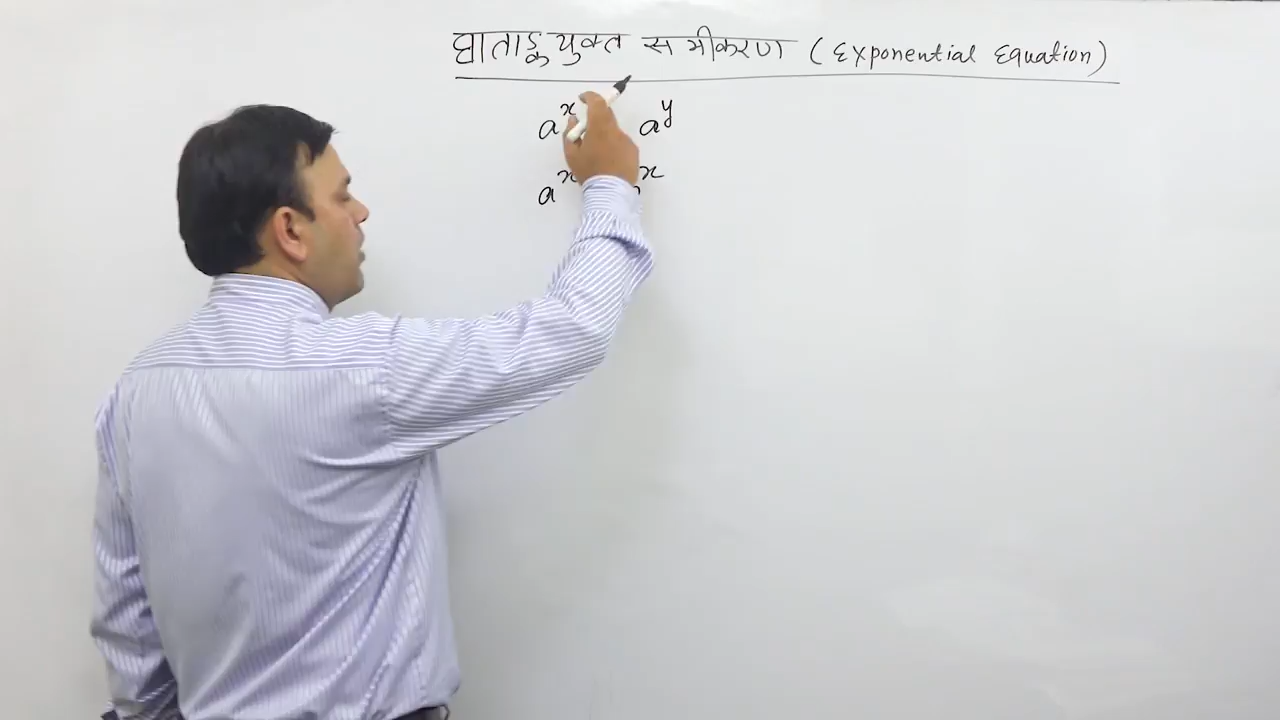 घाताङ्कयुक्त समीकरण (Exponential Equation)
a^x a^y
a^x x